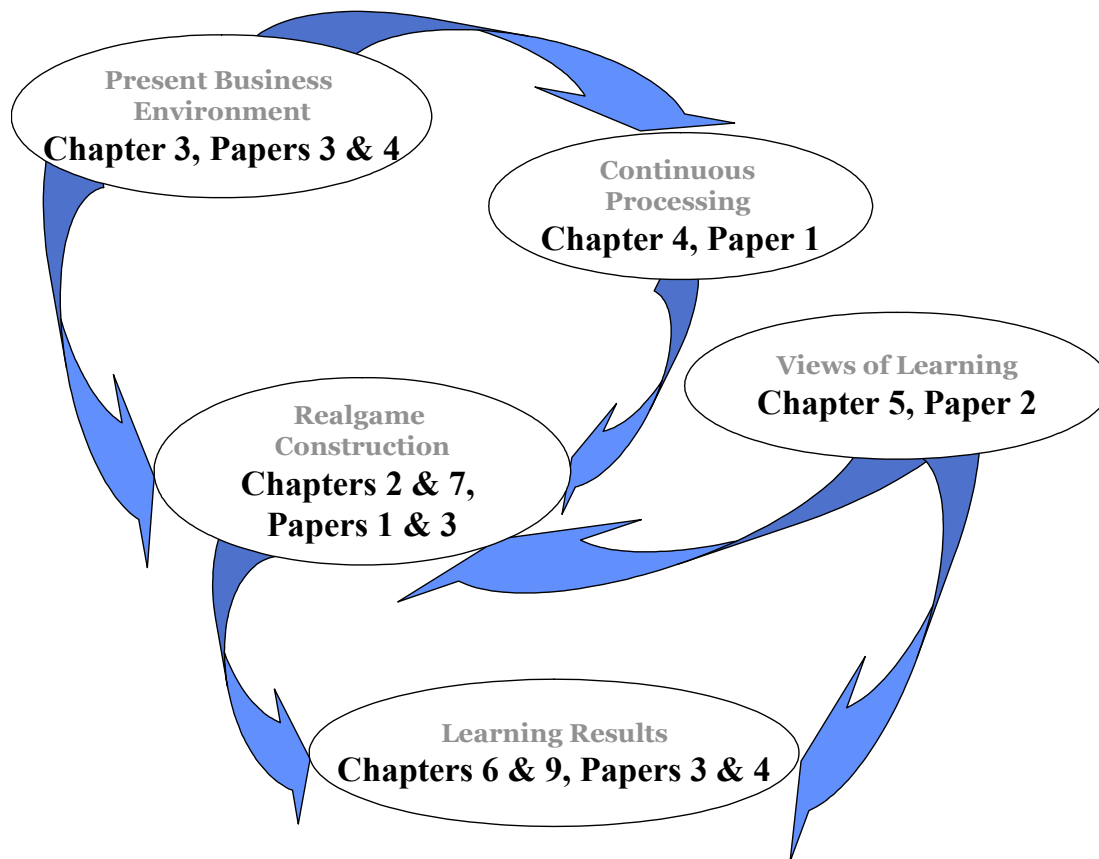 Present Business
Environment
Chapter 3, Papers 3 & 4
Continuous
Processing
Chapter 4, Paper 1
Views of Learning
Chapter 5, Paper 2
Realgame
Construction
Chapters 2 & 7,
Papers 1 & 3
Learning Results
Chapters 6 & 9, Papers 3 & 4